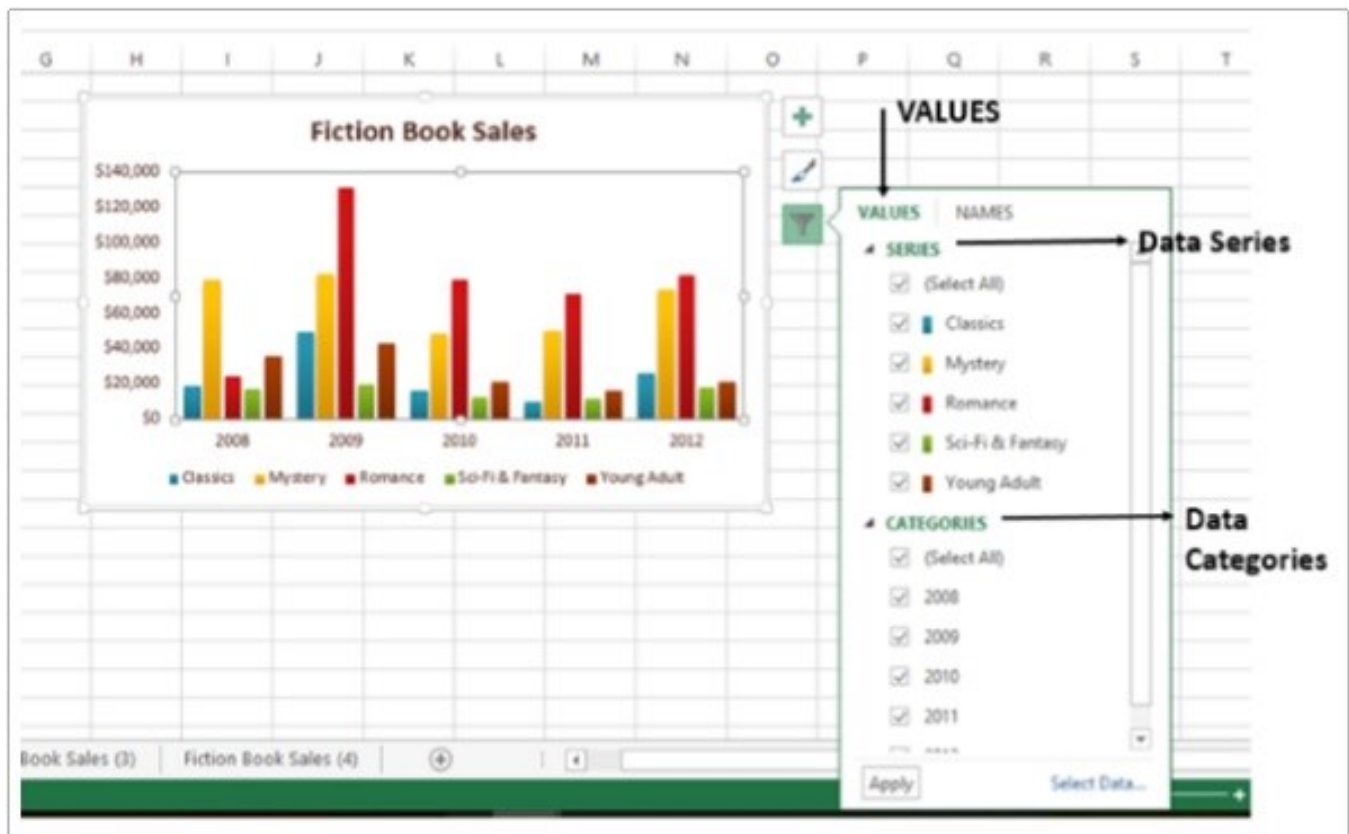 G H I J K L M N O P Q R S T
VALUES
Fiction Book Sales
$140,000
$120,000
$100,000
$80,000
$60,000
$40,000
$20,000
$0
2008 2009 2010 2011 2012
Classics Mystery Romance Sci-Fi & Fantasy Young Adult
VALUES NAMES
SERIES
Data Series
(Select All)
Classics
Mystery
Romance
Sci-Fi & Fantasy
Young Adult
CATEGORIES
Data
Categories
(Select All)
2008
2009
2010
2011
Apply Select Data...
Book Sales (3) Fiction Book Sales (4)